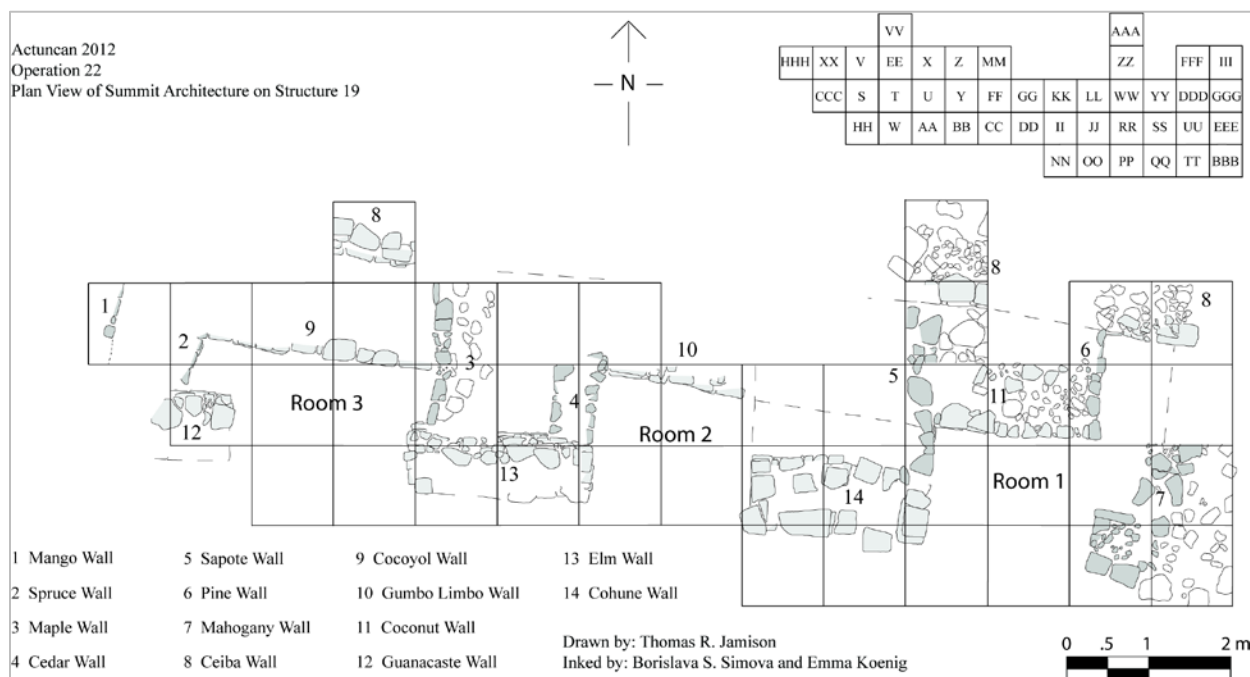 Actuncan 2012
Operation 22
Plan View of Summit Architecture on Structure 19
N
VV AAA
HHH XX V EE X Z MM ZZ FFF III
CCC S T U Y FF GG KK LL WW YY DDD GGG
HH W AA BB CC DD II JJ RR SS UU EEE
NN OO PP QQ TT BBB
8
8
1
8
2
9
3
10
5
6
4
11
Room 3
12
Room 2
13
14
Room 1
7
1 Mango Wall 5 Sapote Wall 9 Cocoyol Wall 13 Elm Wall
2 Spruce Wall 6 Pine Wall 10 Gumbo Limbo Wall 14 Cohune Wall
3 Maple Wall 7 Mahogany Wall 11 Coconut Wall
4 Cedar Wall 8 Ceiba Wall 12 Guanacaste Wall
Drawn by: Thomas R. Jamison
Inked by: Borislava S. Simova and Emma Koenig
0 .5 1 2 m